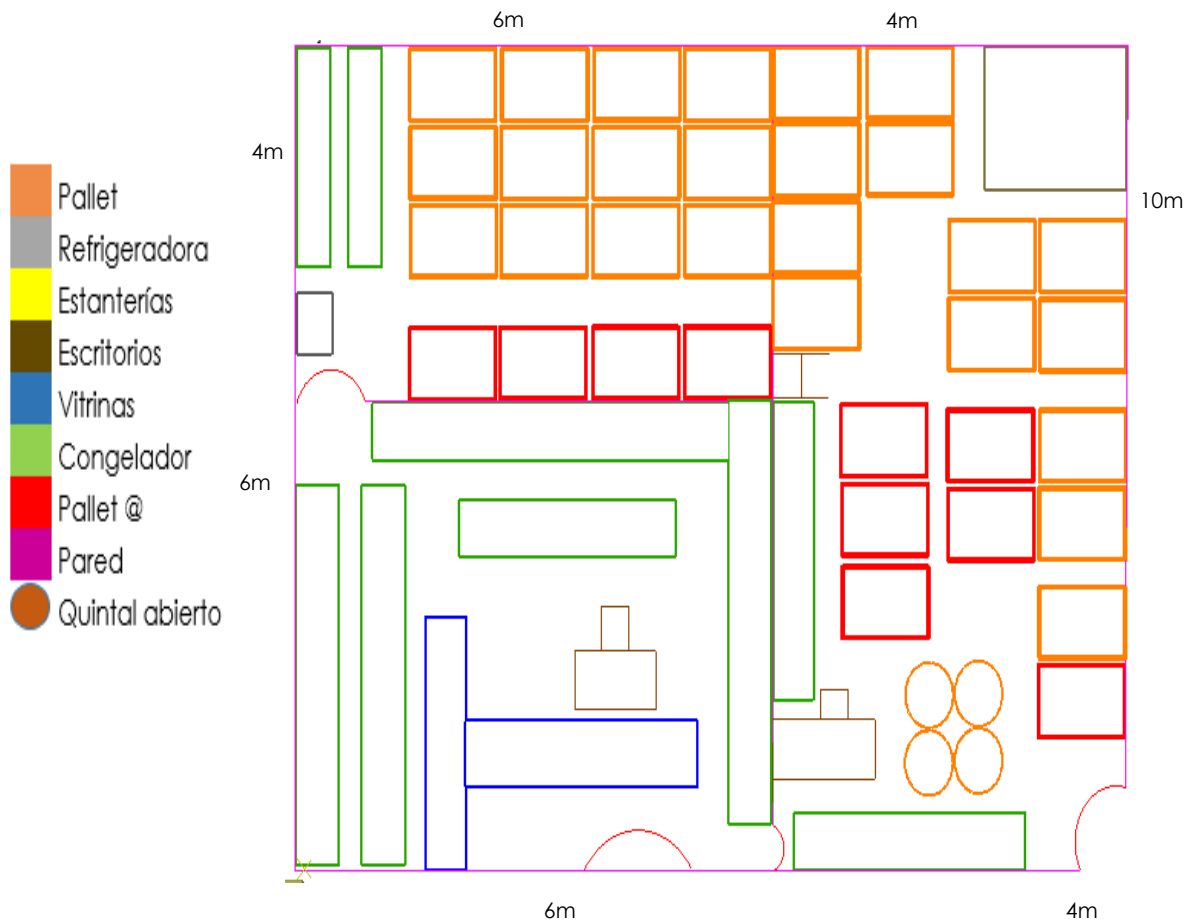 6m
4m
4m
10m
Pallet
Refrigeradora
Estanterías
Escritorios
Vitrinas
Congelador
Pallet @
Pared
Quintal abierto
6m
6m
4m